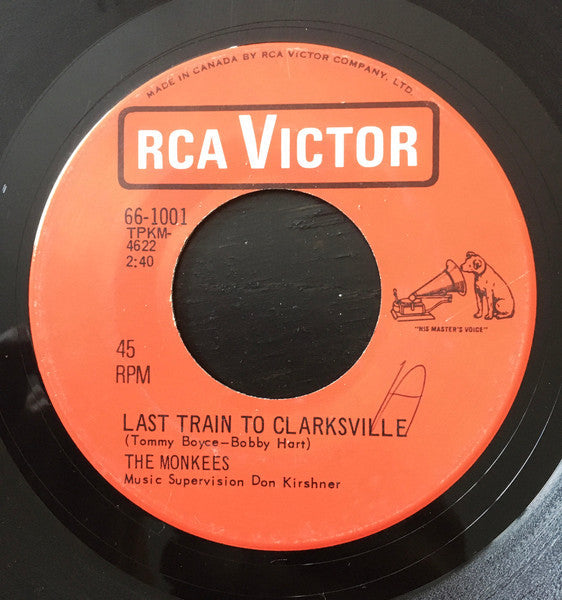 MADE IN CANADA BY RCA VICTOR COMPANY, LTD.
RCA VICTOR
66-1001
TPKM-
4622
2:40
"HIS MASTER'S VOICE"
45
RPM
A
LAST TRAIN TO CLARKSVILLE
(Tommy Boyce—Bobby Hart)
THE MONKEES
Music Supervision Don Kirshner